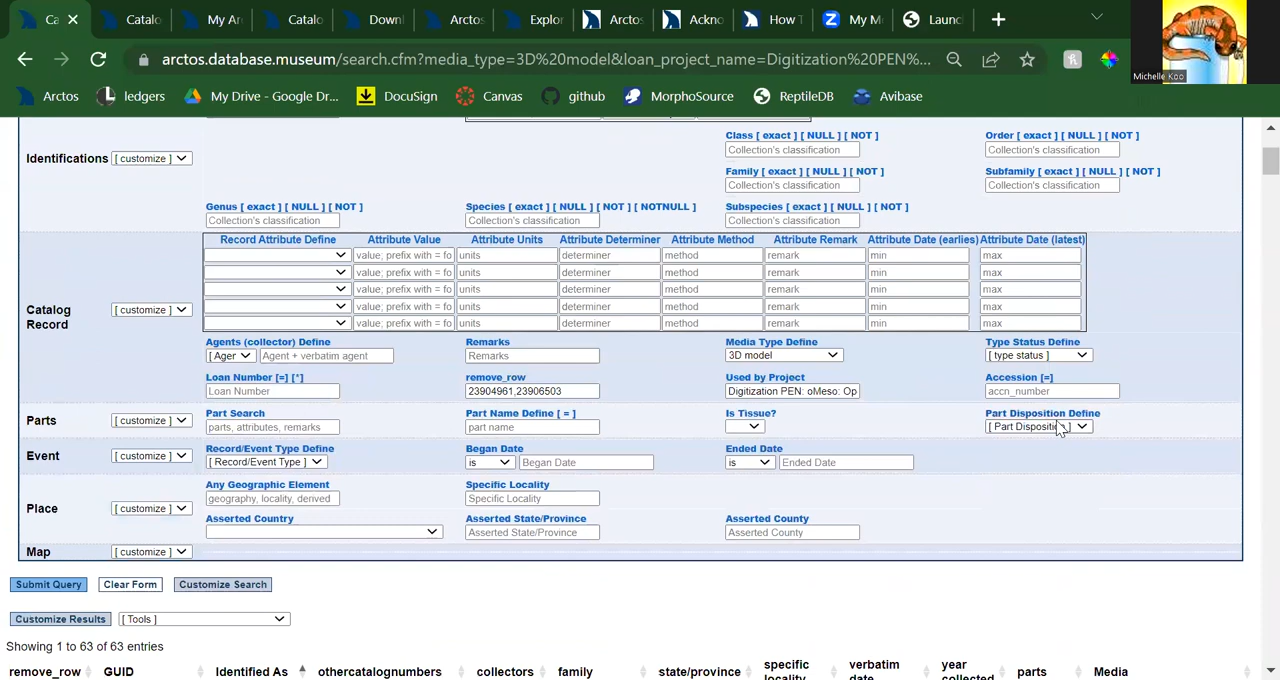 Ca
Catalo
My Ar
Catalo
Downl
Arctos
Explor
Arctos
Ackno
How T
My M
Launc
arctos.database.museum/search.cfm?media_type=3D%20model&loan_project_name=Digitization%20PEN%...
Michelle Koo
Arctos
ledgers
My Drive - Google Dr...
DocuSign
Canvas
github
MorphoSource
ReptileDB
Avibase
Identifications [ customize ]
Class [ exact ] [ NULL ] [ NOT ] Order [ exact ] [ NULL ] [ NOT ]
Collection's classification Collection's classification
Family [ exact ] [ NULL ] [ NOT ] Subfamily [ exact ] [ NULL ] [ NOT ]
Collection's classification Collection's classification
Genus [ exact ] [ NULL ] [ NOT ] Species [ exact ] [ NULL ] [ NOT ] [ NOTNULL ] Subspecies [ exact ] [ NULL ] [ NOT ]
Collection's classification Collection's classification Collection's classification
Catalog Record [ customize ]
Record Attribute Define Attribute Value Attribute Units Attribute Determiner Attribute Method Attribute Remark Attribute Date (earlies) Attribute Date (latest)
value; prefix with = fo units determiner method remark min max
value; prefix with = fo units determiner method remark min max
value; prefix with = fo units determiner method remark min max
value; prefix with = fo units determiner method remark min max
value; prefix with = fo units determiner method remark min max
Agents (collector) Define Remarks Media Type Define Type Status Define
[ Ager Agent + verbatim agent Remarks 3D model [ type status ]
Loan Number [=] [*] remove_row Used by Project Accession [=]
Loan Number 23904961,23906503 Digitization PEN: oMeso: Op accn_number
Parts [ customize ]
Part Search Part Name Define [ = ] Is Tissue? Part Disposition Define
parts, attributes, remarks part name [ Part Disposition ]
Event [ customize ]
Record/Event Type Define Began Date Ended Date
[ Record/Event Type ] is Began Date is Ended Date
Place [ customize ]
Any Geographic Element Specific Locality
geography, locality, derived Specific Locality
Asserted Country Asserted State/Province Asserted County
Asserted State/Province Asserted County
Map [ customize ]
Submit Query Clear Form Customize Search
Customize Results [ Tools ]
Showing 1 to 63 of 63 entries
remove_row GUID Identified As othercatalognumbers collectors family state/province specific locality verbatim date year collected parts Media